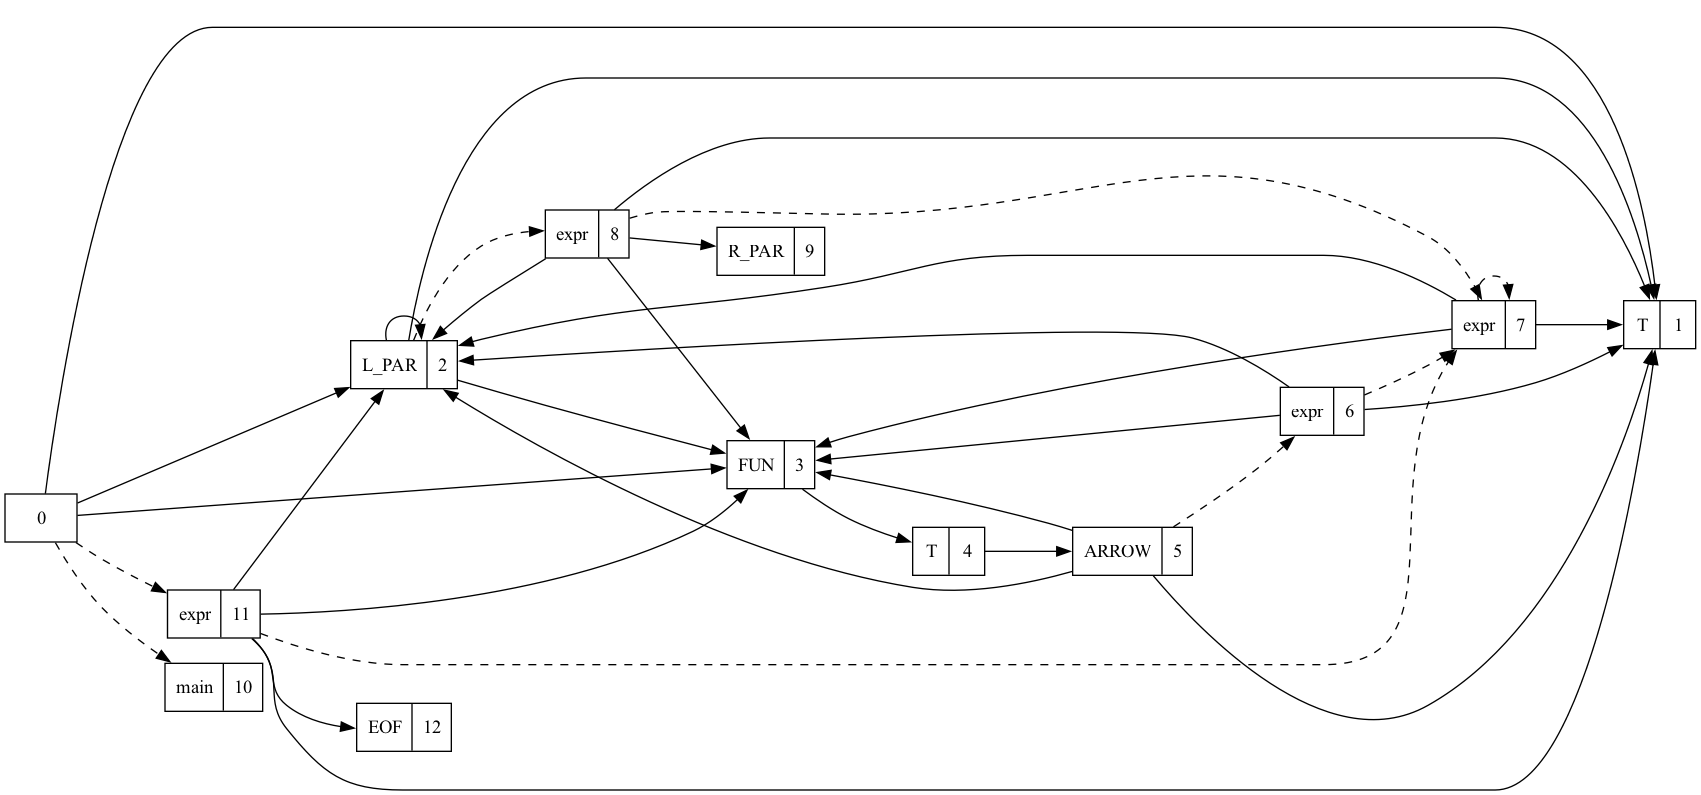 expr 8
R_PAR 9
expr 7
T 1
L_PAR 2
expr 6
FUN 3
0
T 4
ARROW 5
expr 11
main 10
EOF 12